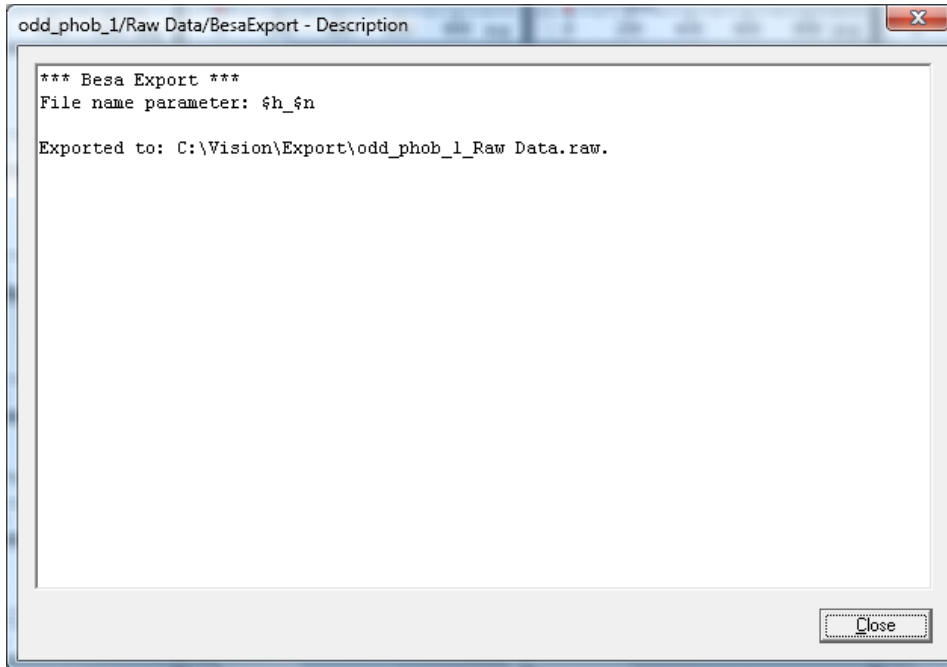 odd_phob_1/Raw Data/BesaExport - Description
*** Besa Export ***
File name parameter: $h_$n
Exported to: C:\Vision\Export\odd_phob_1_Raw Data.raw.
Close